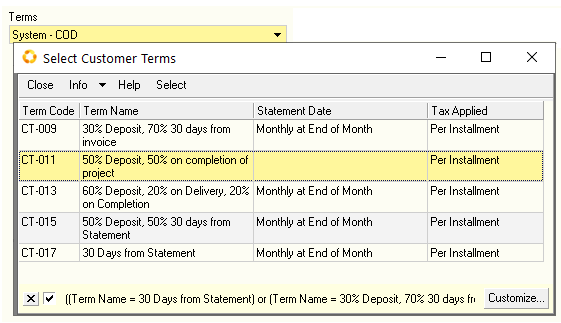 Terms
System - COD
Select Customer Terms
Close Info Help Select
Term Code Term Name Statement Date Tax Applied
CT-009 30% Deposit, 70% 30 days from Monthly at End of Month Per Installment
invoice
CT-011 50% Deposit, 50% on completion of Per Installment
project
CT-013 60% Deposit, 20% on Delivery, 20% Monthly at End of Month Per Installment
on Completion
CT-015 50% Deposit, 50% 30 days from Monthly at End of Month Per Installment
Statement
CT-017 30 Days from Statement Monthly at End of Month Per Installment
((Term Name = 30 Days from Statement) or (Term Name = 30% Deposit, 70% 30 days fr Customize...